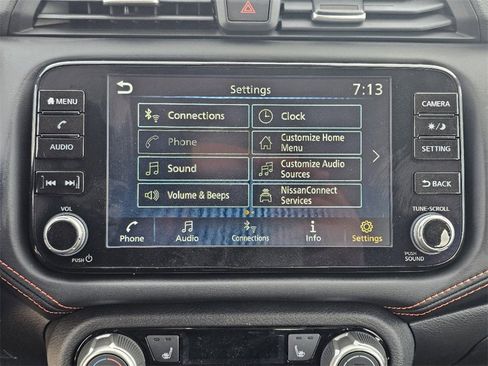 MENU
AUDIO
VOL
PUSH
Settings
7:13
Connections
Clock
Phone
Customize Home
Menu
Sound
Customize Audio
Sources
Volume & Beeps
NissanConnect
Services
Phone
Audio
Connections
Info
Settings
CAMERA
SETTING
BACK
TUNE-SCROLL
PUSH
SOUND